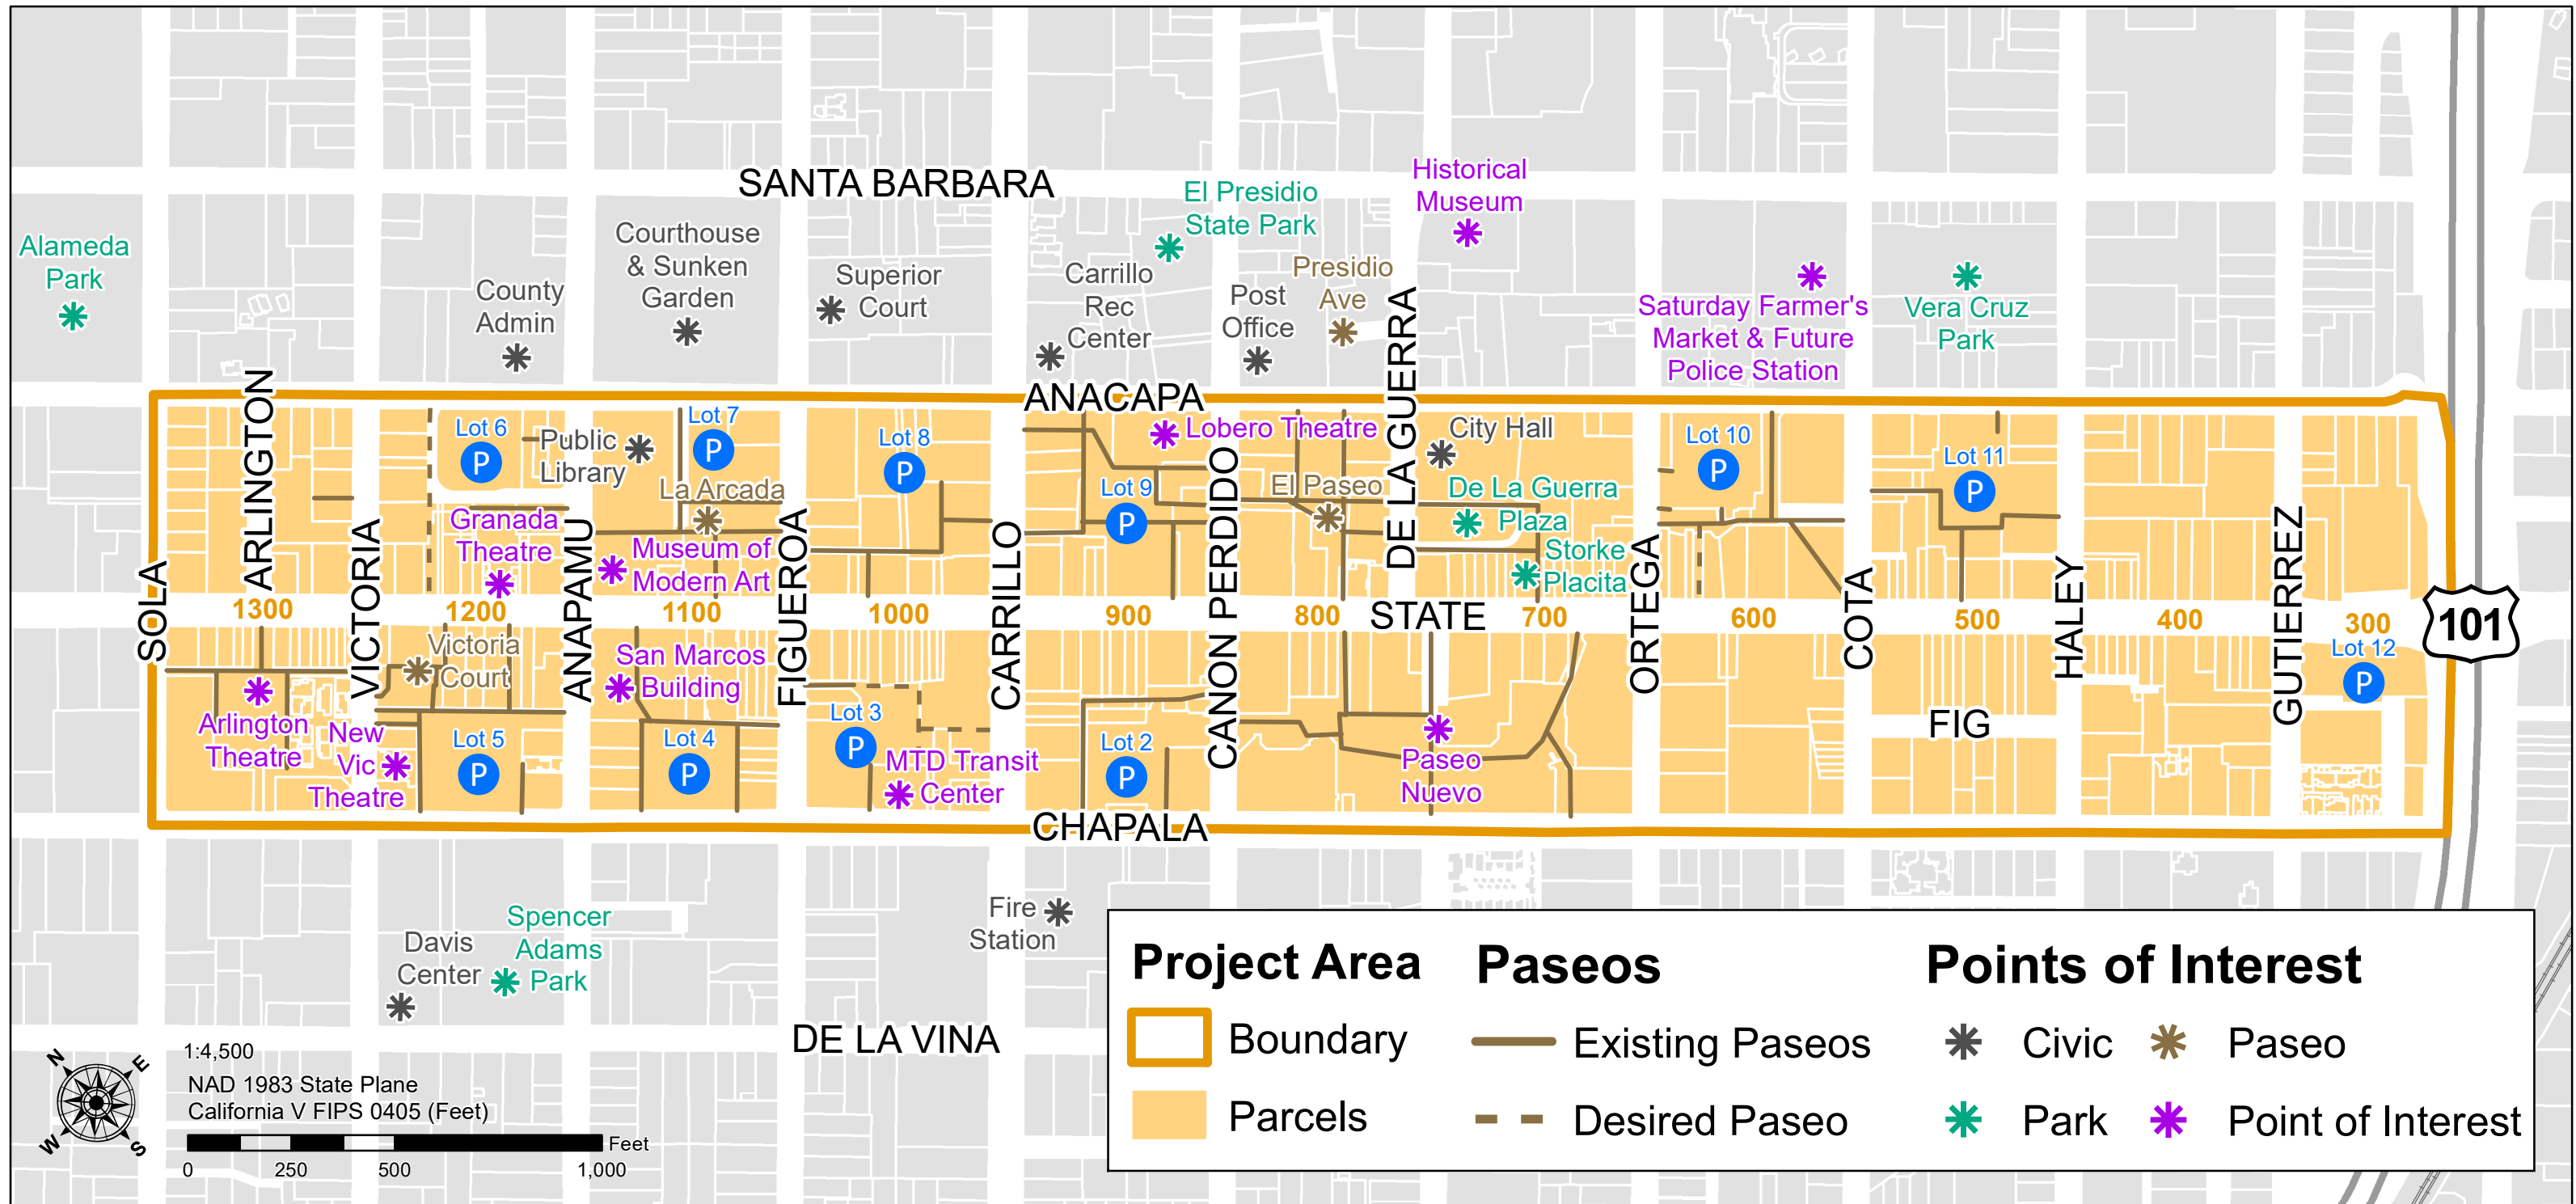 SANTA BARBARA
Historical
Museum
El Presidio
State Park
Alameda
Park
Courthouse
& Sunken
Garden
County
Admin
Superior
Court
Carrillo
Rec
Center
Post
Office
Presidio
Ave
Saturday Farmer's
Market & Future
Police Station
Vera Cruz
Park
ANACAPA
ARLINGTON
Lot 6
P
Public
Library
Lot 7
P
Lot 8
P
Lobero Theatre
DE LA GUERRA
City Hall
Lot 10
P
Lot 11
P
La Arcada
Lot 9
P
El Paseo
De La Guerra
Plaza
Granada
Theatre
Museum of
Modern Art
Storke
Placita
SOLA
VICTORIA
ANAPAMU
FIGUEROA
CARRILLO
CANON PERDIDO
ORTEGA
COTA
HALEY
GUTIERREZ
1300
1200
1100
1000
900
800
STATE
700
600
500
400
300
101
Lot 12
P
Victoria
Court
San Marcos
Building
Arlington
Theatre
New
Vic
Theatre
Lot 5
P
Lot 4
P
Lot 3
P
MTD Transit
Center
Lot 2
P
Paseo
Nuevo
FIG
CHAPALA
Fire
Station
Davis
Center
Spencer
Adams
Park
DE LA VINA
N
E
W
S
1:4,500
NAD 1983 State Plane
California V FIPS 0405 (Feet)
Feet
0 250 500 1,000
Project Area
Boundary
Parcels
Paseos
Existing Paseos
Desired Paseo
Points of Interest
Civic
Paseo
Park
Point of Interest